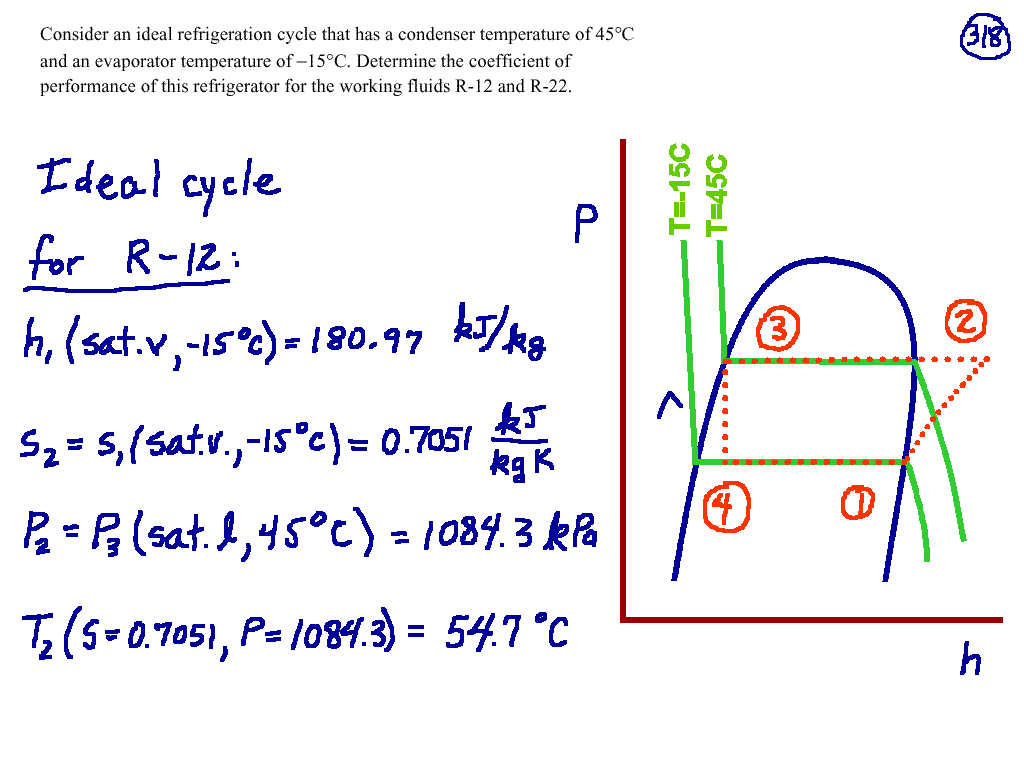 Consider an ideal refrigeration cycle that has a condenser temperature of 45°C
and an evaporator temperature of −15°C. Determine the coefficient of
performance of this refrigerator for the working fluids R-12 and R-22.
318
Ideal cycle
for R-12:
h₁ (sat.v, -15°C) = 180.97 kJ/kg
S₂ = S₁ (sat.v., -15°C) = 0.7051 kJ/kg K
P₂ = P₃ (sat. l, 45°C) = 1084.3 kPa
T₂ (S=0.7051, P=1084.3) = 54.7 °C
P
T=-15C
T=45C
3
2
4
1
h